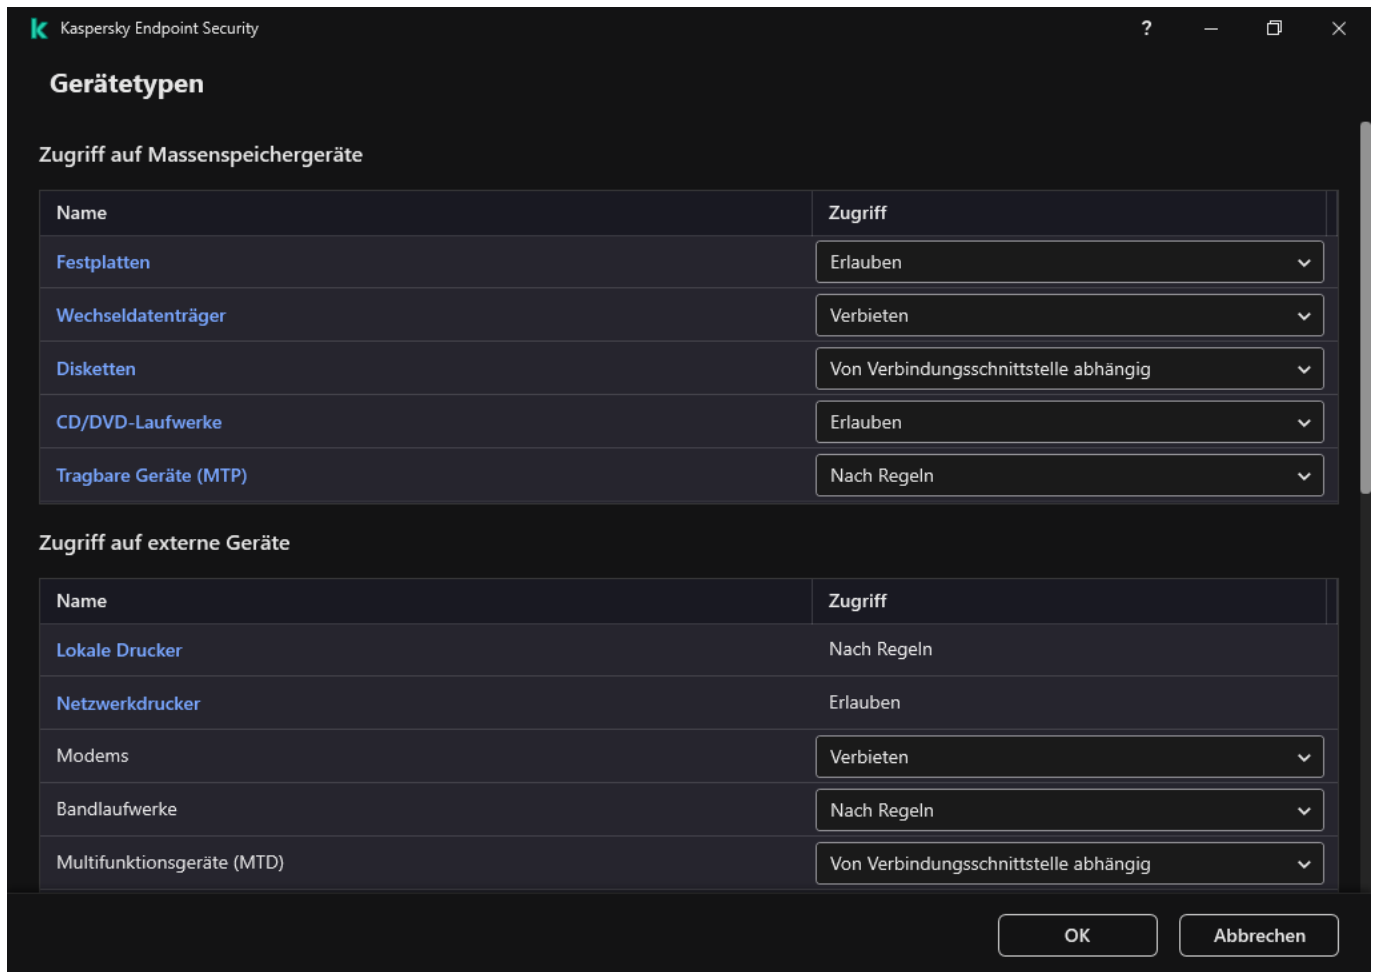 Kaspersky Endpoint Security ?
Gerätetypen
Zugriff auf Massenspeichergeräte
Name Zugriff
Festplatten Erlauben
Wechseldatenträger Verbieten
Disketten Von Verbindungsschnittstelle abhängig
CD/DVD-Laufwerke Erlauben
Tragbare Geräte (MTP) Nach Regeln
Zugriff auf externe Geräte
Name Zugriff
Lokale Drucker Nach Regeln
Netzwerkdrucker Erlauben
Modems Verbieten
Bandlaufwerke Nach Regeln
Multifunktionsgeräte (MTD) Von Verbindungsschnittstelle abhängig
OK Abbrechen